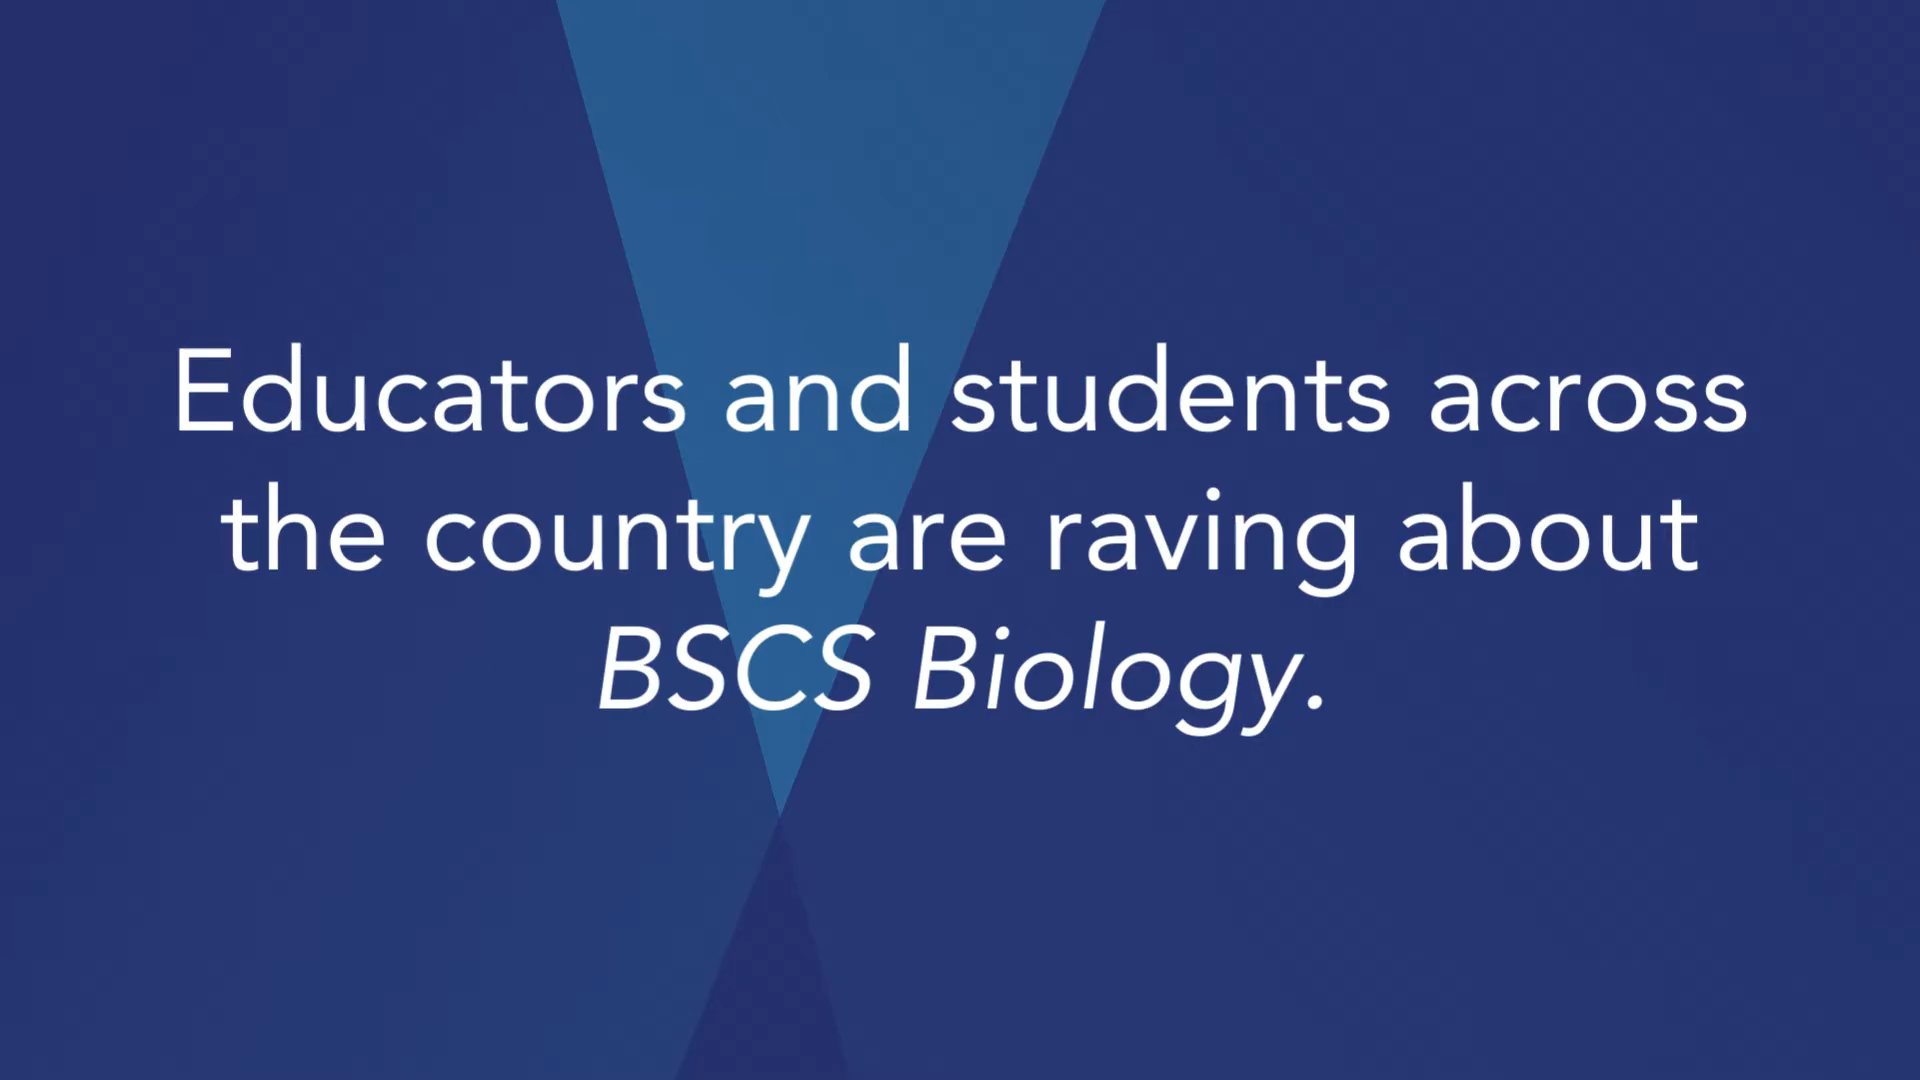 Educators and students across
the country are raving about
BSCS Biology.